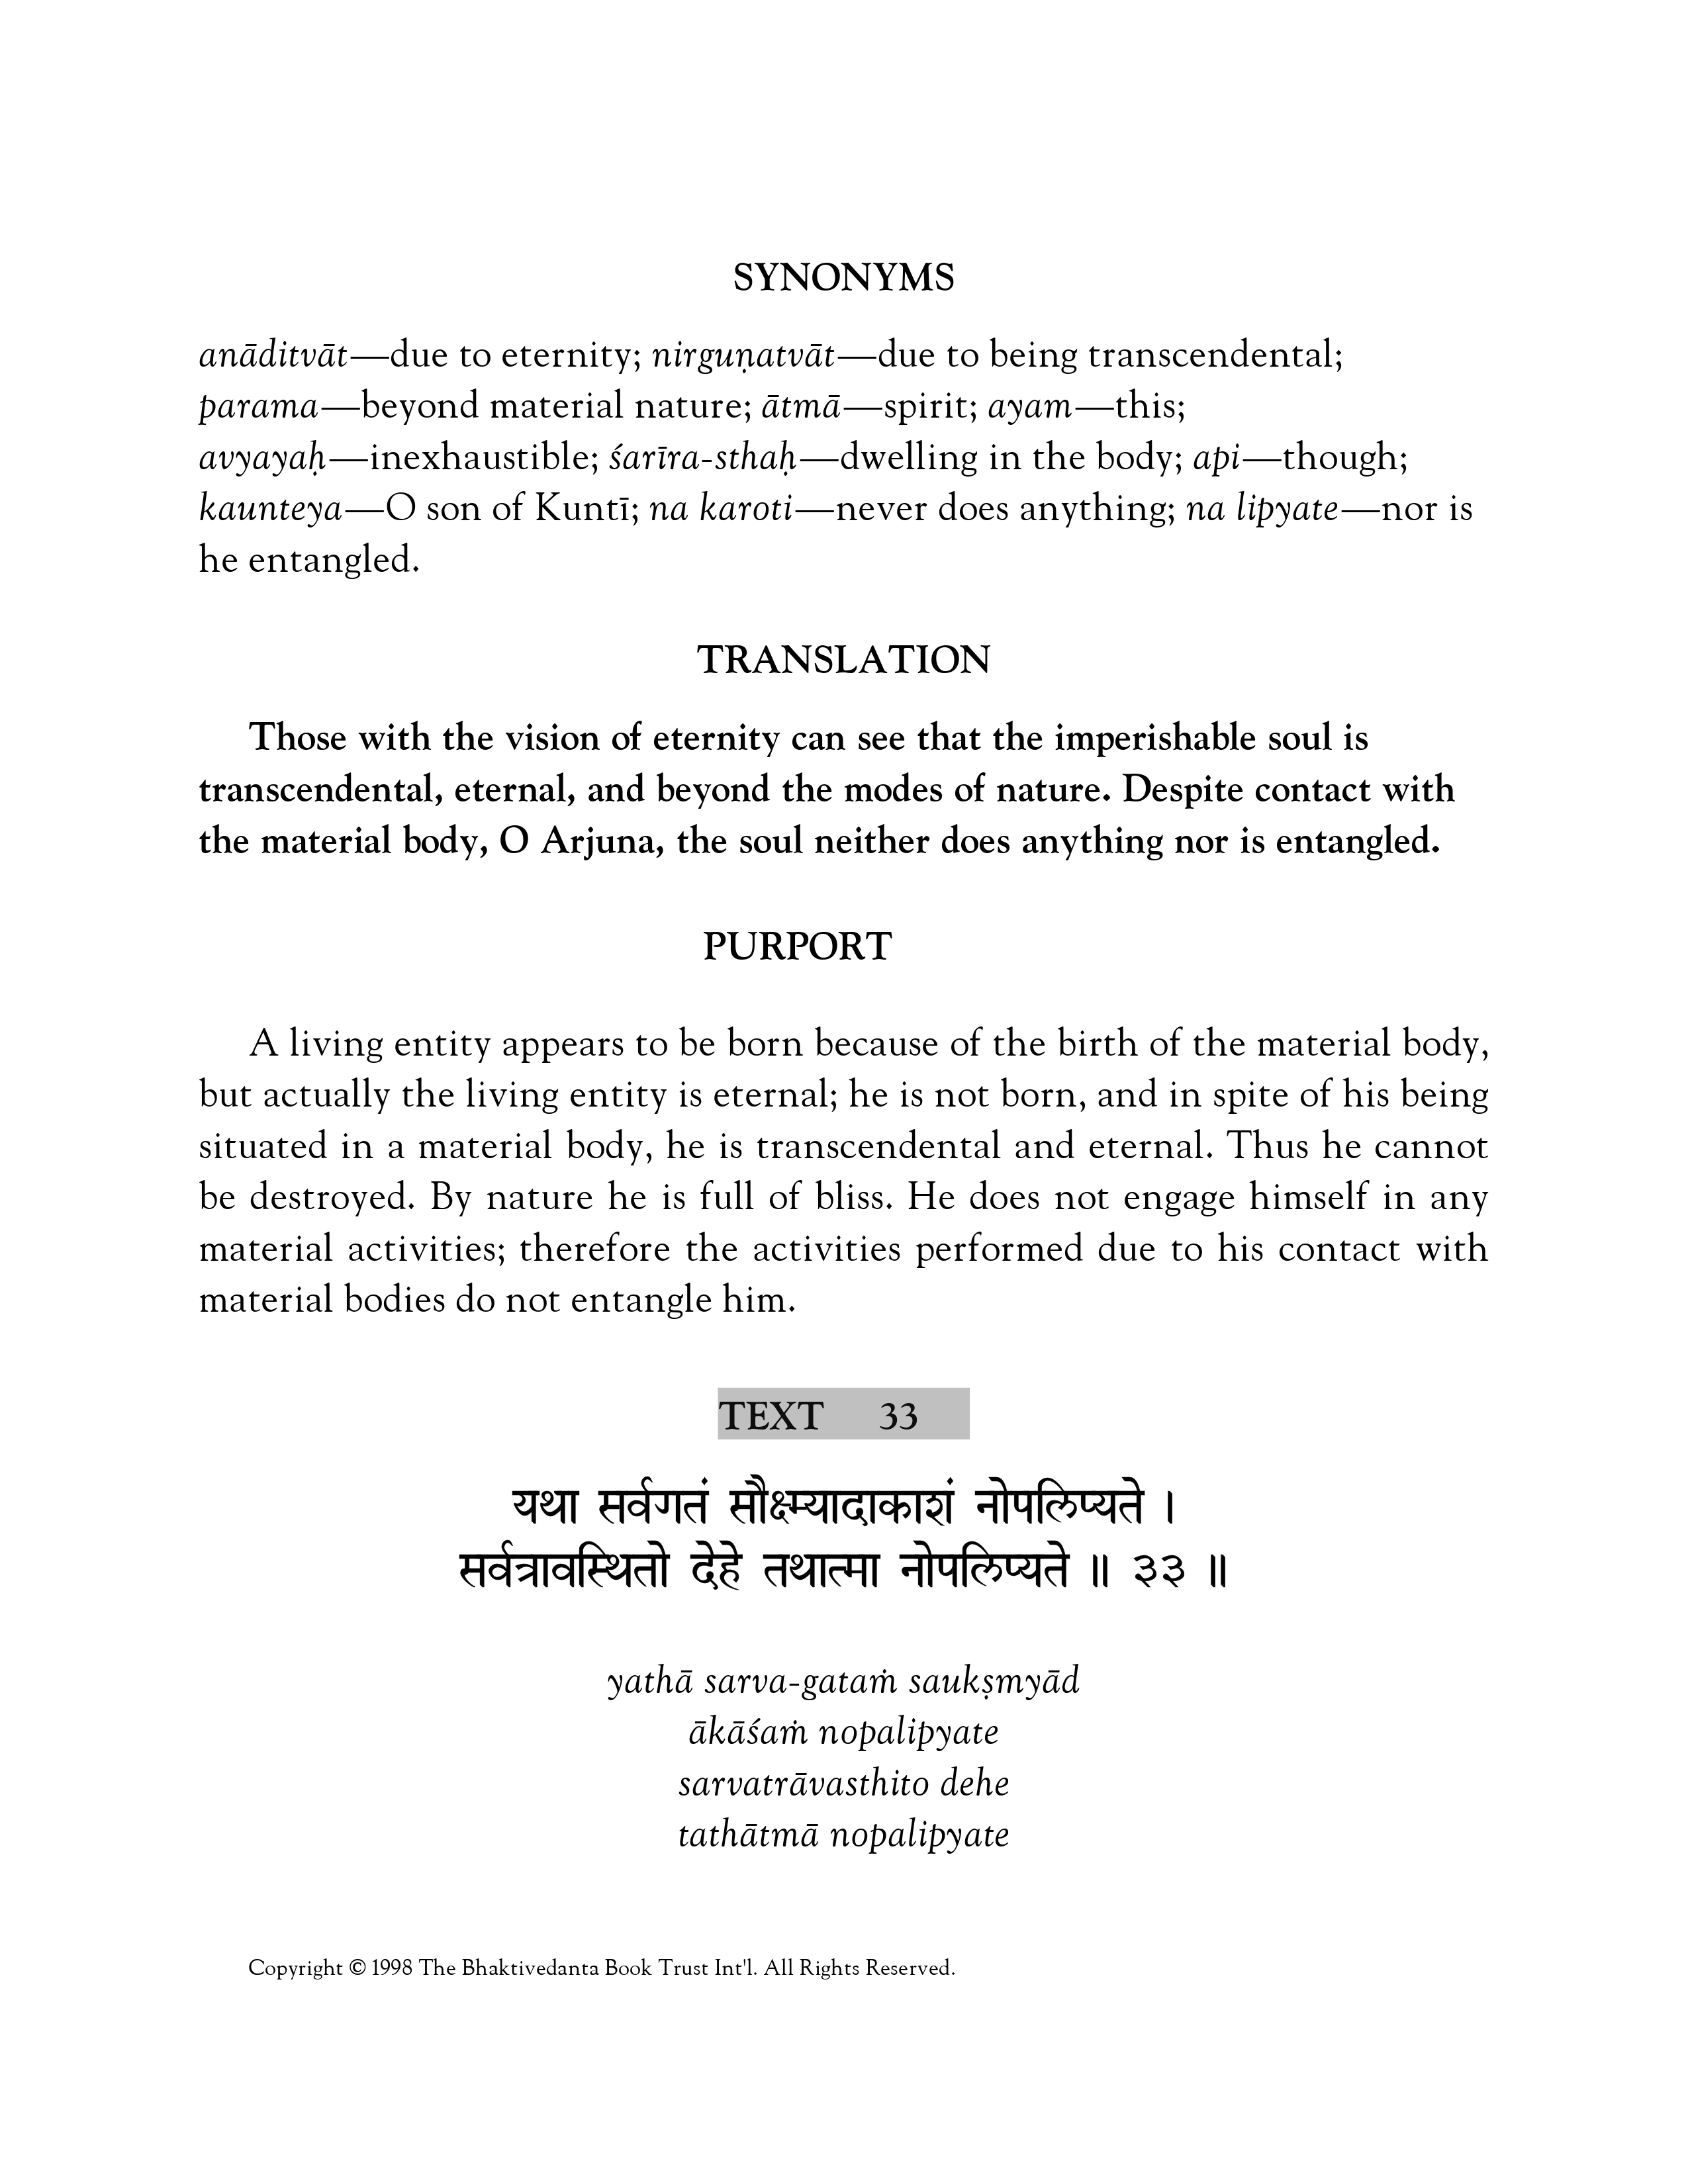 SYNONYMS
anāditvāt—due to eternity; nirguṇatvāt—due to being transcendental;
parama—beyond material nature; ātmā—spirit; ayam—this;
avyayaḥ—inexhaustible; śarīra-sthaḥ—dwelling in the body; api—though;
kaunteya—O son of Kuntī; na karoti—never does anything; na lipyate—nor is
he entangled.
TRANSLATION
Those with the vision of eternity can see that the imperishable soul is
transcendental, eternal, and beyond the modes of nature. Despite contact with
the material body, O Arjuna, the soul neither does anything nor is entangled.
PURPORT
A living entity appears to be born because of the birth of the material body,
but actually the living entity is eternal; he is not born, and in spite of his being
situated in a material body, he is transcendental and eternal. Thus he cannot
be destroyed. By nature he is full of bliss. He does not engage himself in any
material activities; therefore the activities performed due to his contact with
material bodies do not entangle him.
TEXT 33
यथा सर्वगतं सौक्ष्म्यादाकाशं नोपलिप्यते ।
सर्वत्रावस्थितो देहे तथात्मा नोपलिप्यते ॥ ३३ ॥
yathā sarva-gataṁ saukṣmyād
ākāśaṁ nopalipyate
sarvatrāvasthito dehe
tathātmā nopalipyate
Copyright © 1998 The Bhaktivedanta Book Trust Int'l. All Rights Reserved.